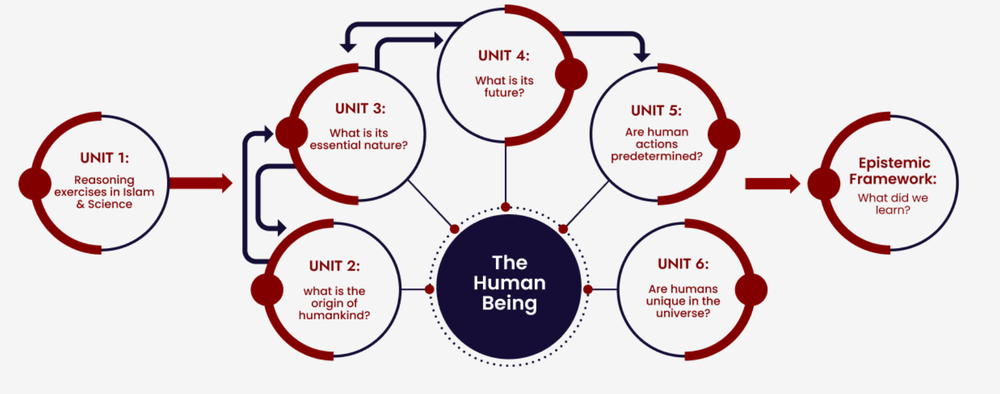 UNIT 1:
Reasoning
exercises in Islam
& Science
UNIT 2:
what is the
origin of
humankind?
UNIT 3:
What is its
essential nature?
UNIT 4:
What is its
future?
UNIT 5:
Are human
actions
predetermined?
UNIT 6:
Are humans
unique in the
universe?
The
Human
Being
Epistemic
Framework:
What did we
learn?